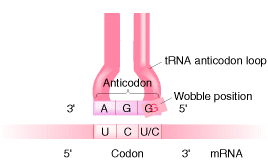 tRNA anticodon loop
Anticodon
Wobble position
3' A G G 5'
U C U/C
5' Codon 3' mRNA